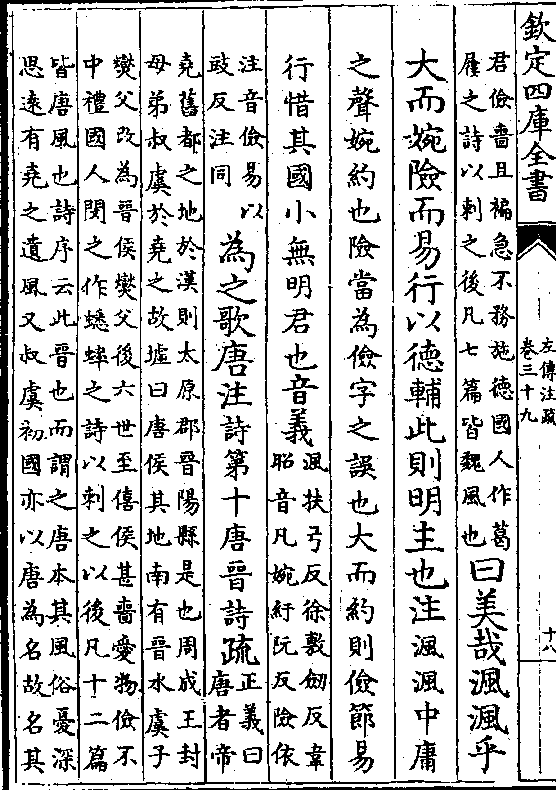 欽定四庫全書
左傳注疏
卷三十九
十八
君儉嗇且褊急不務施德國人作葛
屨之詩以刺之後凡七篇皆魏風也
曰美哉渢渢乎
大而婉險而易行以德輔此則明主也注渢渢中庸
之聲婉約也險當為儉字之誤也大而約則儉節易
行惜其國小無明君也音義
渢扶弓反徐敷劒反韋
昭音凡婉紆阮反險依
注音儉易以
豉反注同
為之歌唐注詩第十唐晉詩疏
正義曰
唐者帝
堯舊都之地於漢則太原郡晉陽縣是也周成王封
母弟叔虞於堯之故墟曰唐侯其地南有晉水虞子
燮父改為晉侯燮父後六世至僖侯甚嗇愛物儉不
中禮國人閔之作蟋蟀之詩以刺之以後凡十二篇
皆唐風也詩序云此晉也而謂之唐本其風俗憂深
思遠有堯之遺風又叔虞初國亦以唐為名故名其